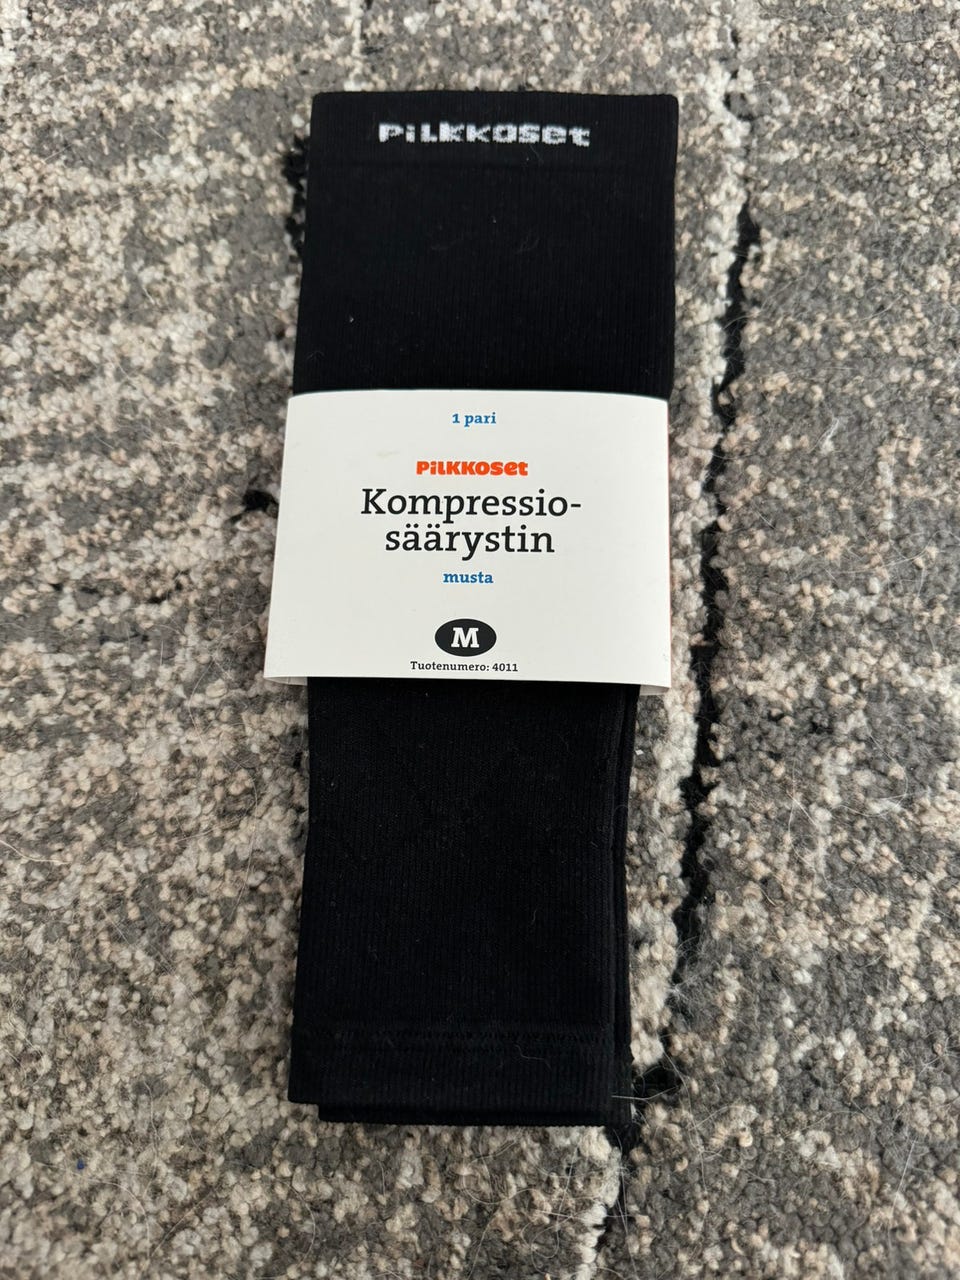 PiLKKOSet
1 pari
PiLKKOSet
Kompressio-
säärystin
musta
M
Tuotenumero: 4011